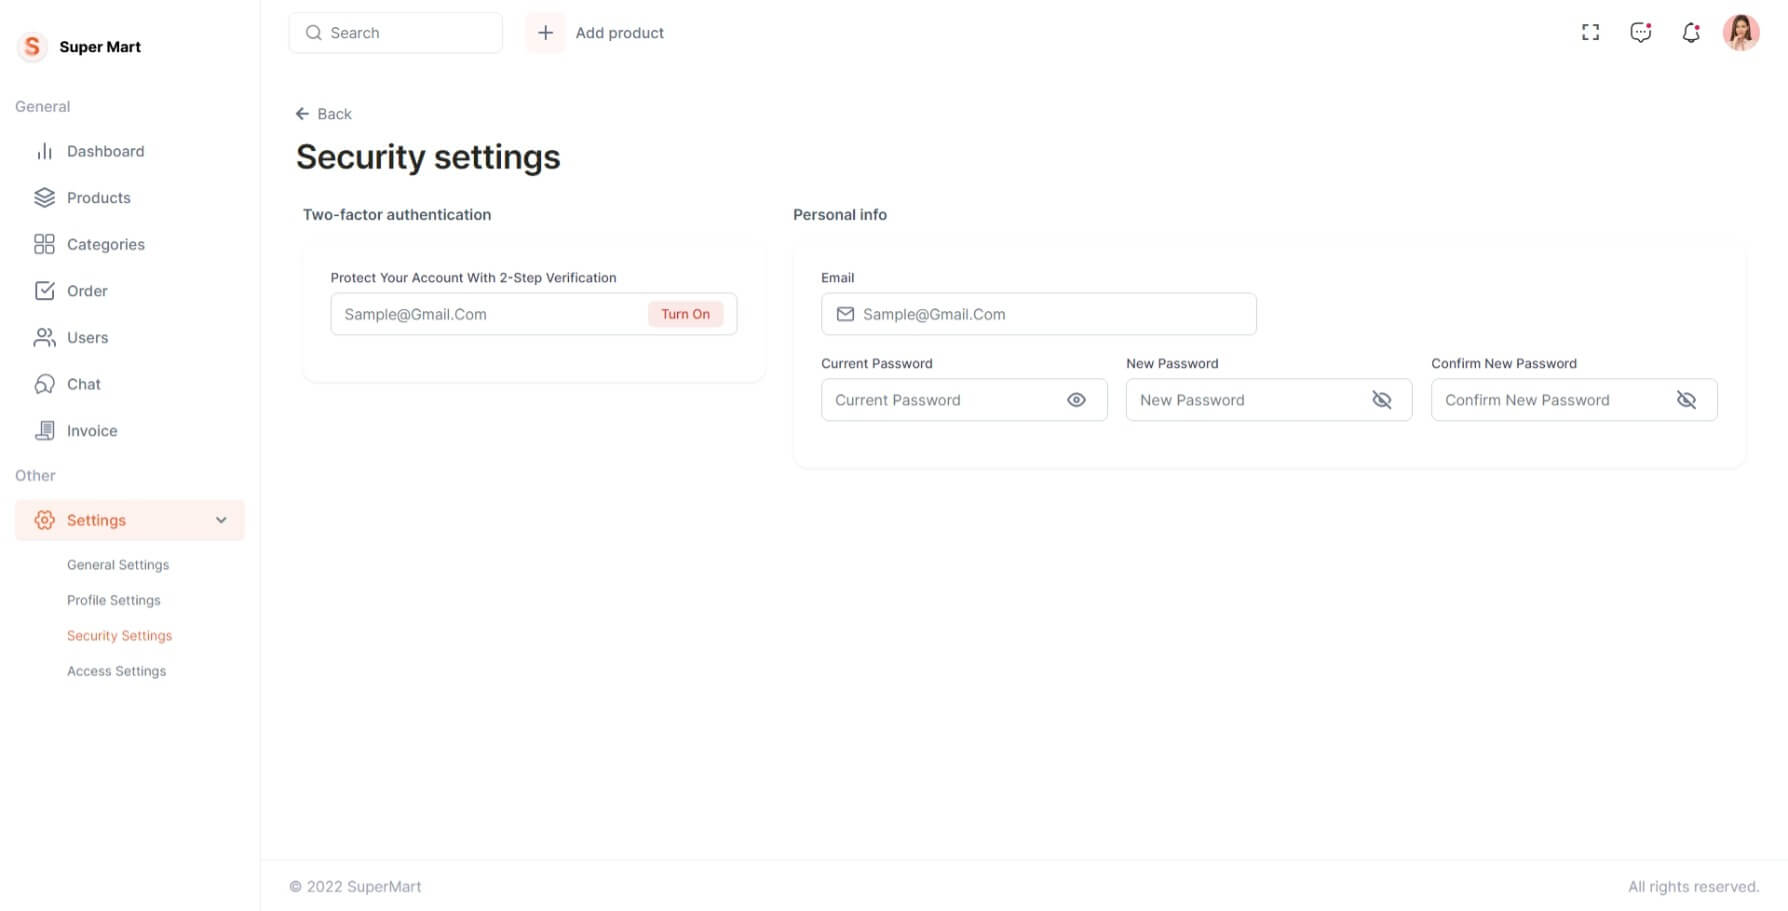 Super Mart
General
Dashboard
Products
Categories
Order
Users
Chat
Invoice
Other
Settings
General Settings
Profile Settings
Security Settings
Access Settings
Search
Add product
Back
Security settings
Two-factor authentication
Protect Your Account With 2-Step Verification
Sample@Gmail.Com
Turn On
Personal info
Email
Sample@Gmail.Com
Current Password
Current Password
New Password
New Password
Confirm New Password
Confirm New Password
© 2022 SuperMart
All rights reserved.